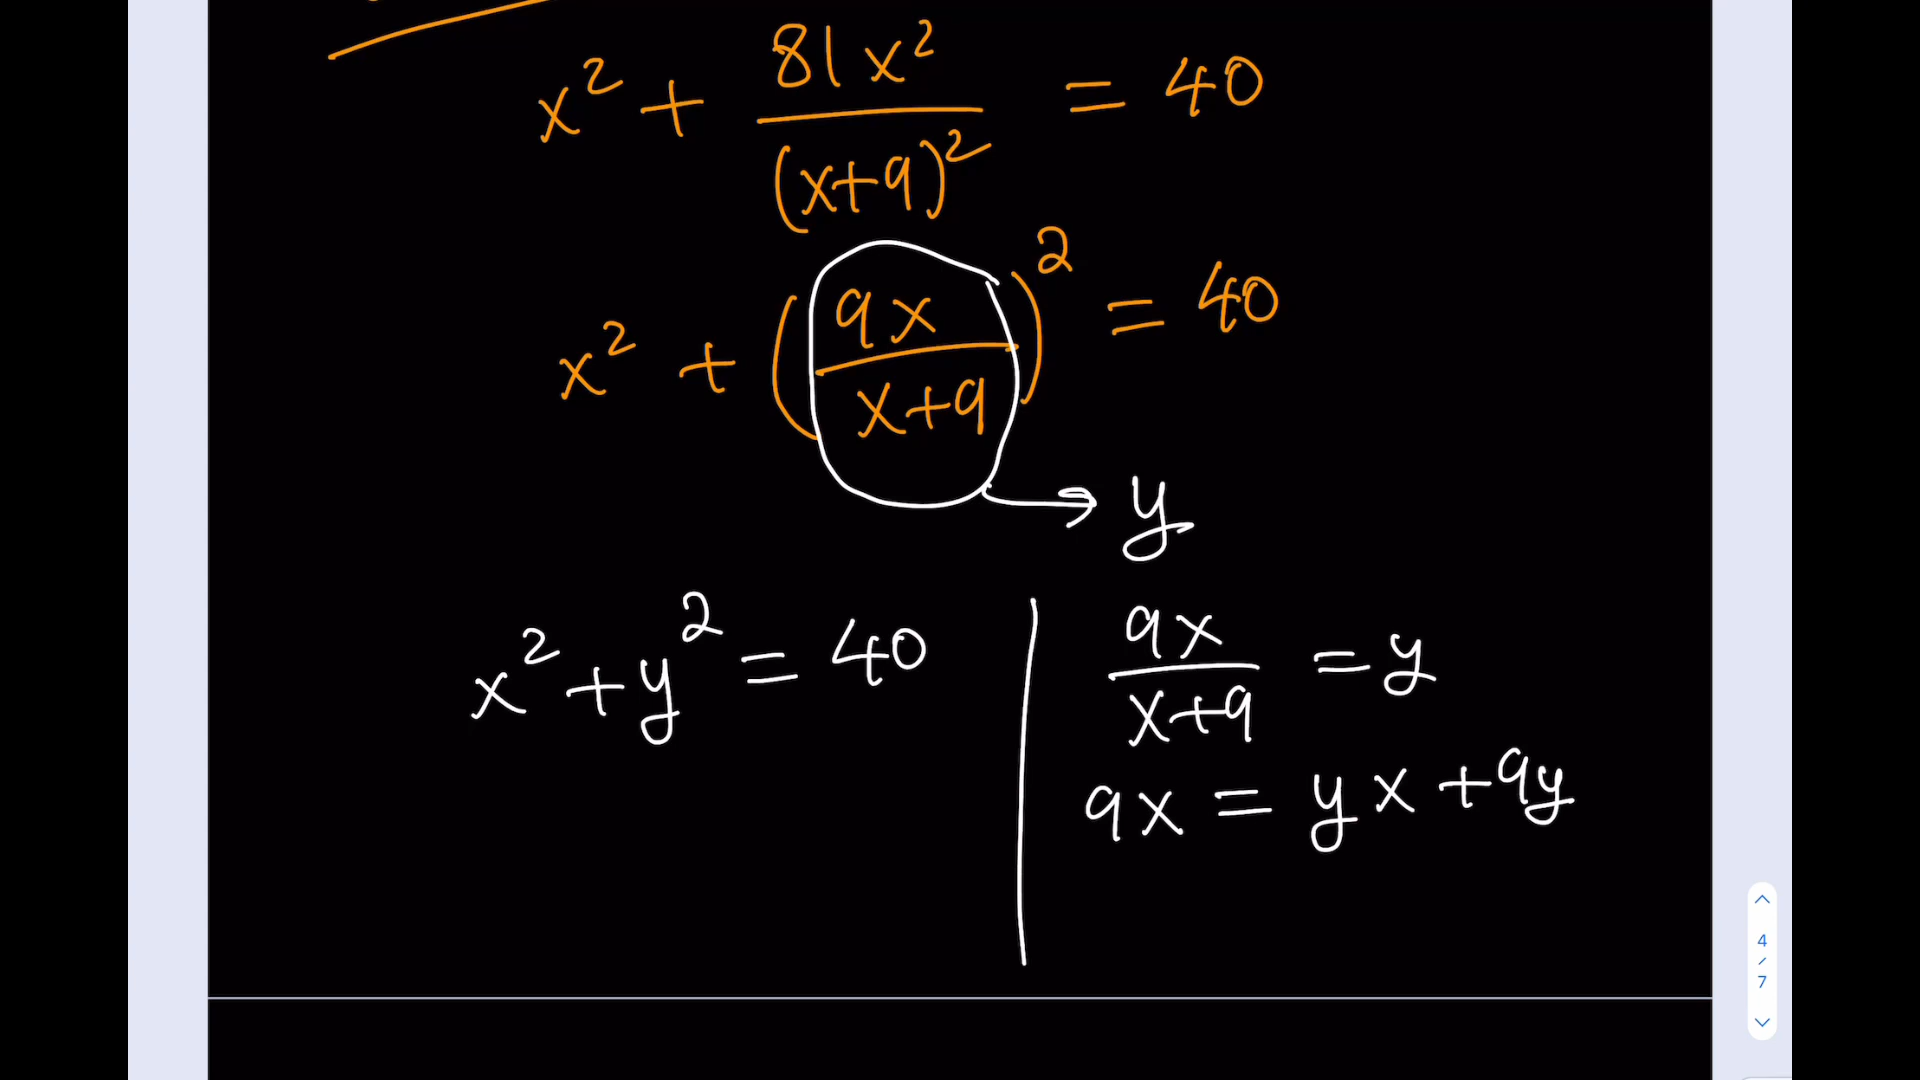 x² + 81x²/(x+9)² = 40
x² + (9x/(x+9))² = 40
y
x² + y² = 40
9x/(x+9) = y
9x = yx + 9y
4
/
7